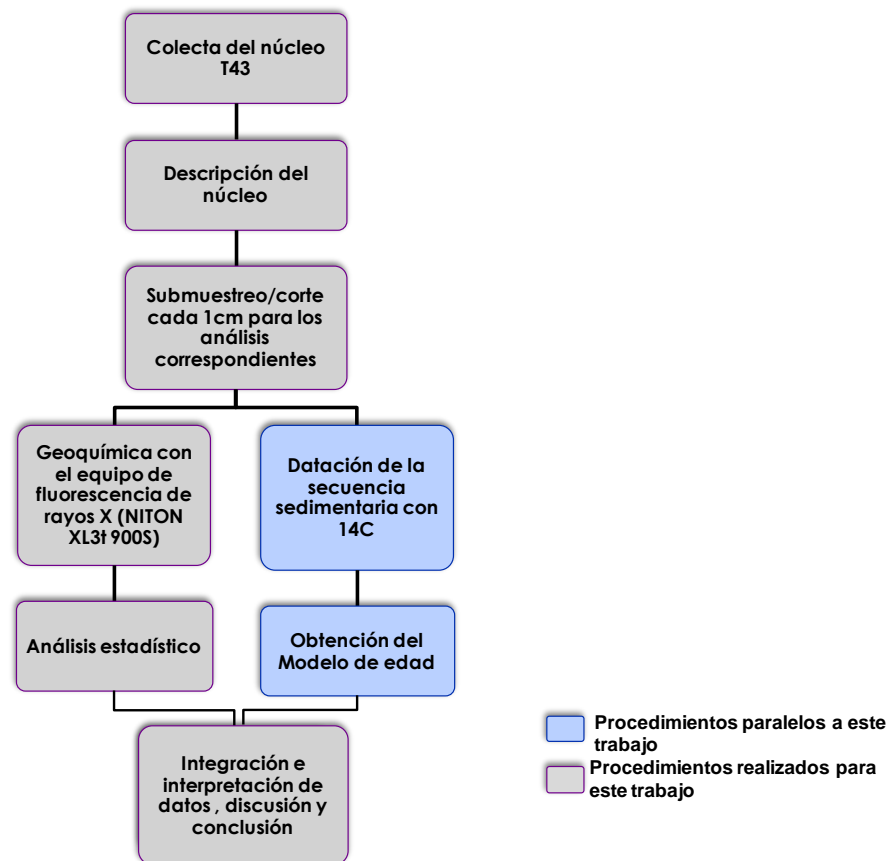 Colecta del núcleo
T43
Descripción del
núcleo
Submuestreo/corte
cada 1cm para los
análisis
correspondientes
Geoquímica con
el equipo de
fluorescencia de
rayos X (NITON
XL3t 900S)
Datación de la
secuencia
sedimentaria con
14C
Análisis estadístico
Obtención del
Modelo de edad
Integración e
interpretación de
datos , discusión y
conclusión
Procedimientos paralelos a este
trabajo
Procedimientos realizados para
este trabajo